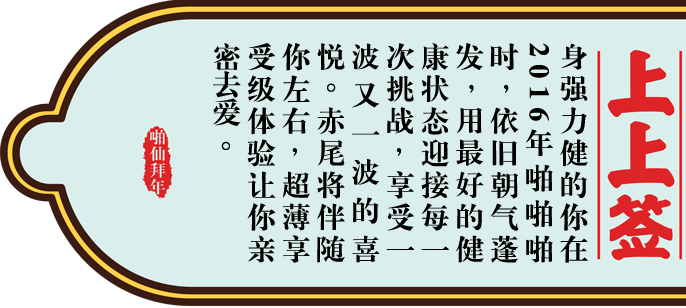 上上签
身强力健的你在
2016年啪啪啪
时，依旧朝气蓬
发，用最好的健
康状态迎接每一
次挑战，享受一
波又一波的喜
悦。赤尾将伴随
你左右，超薄享
受级体验让你亲
密去爱。
啪仙拜年